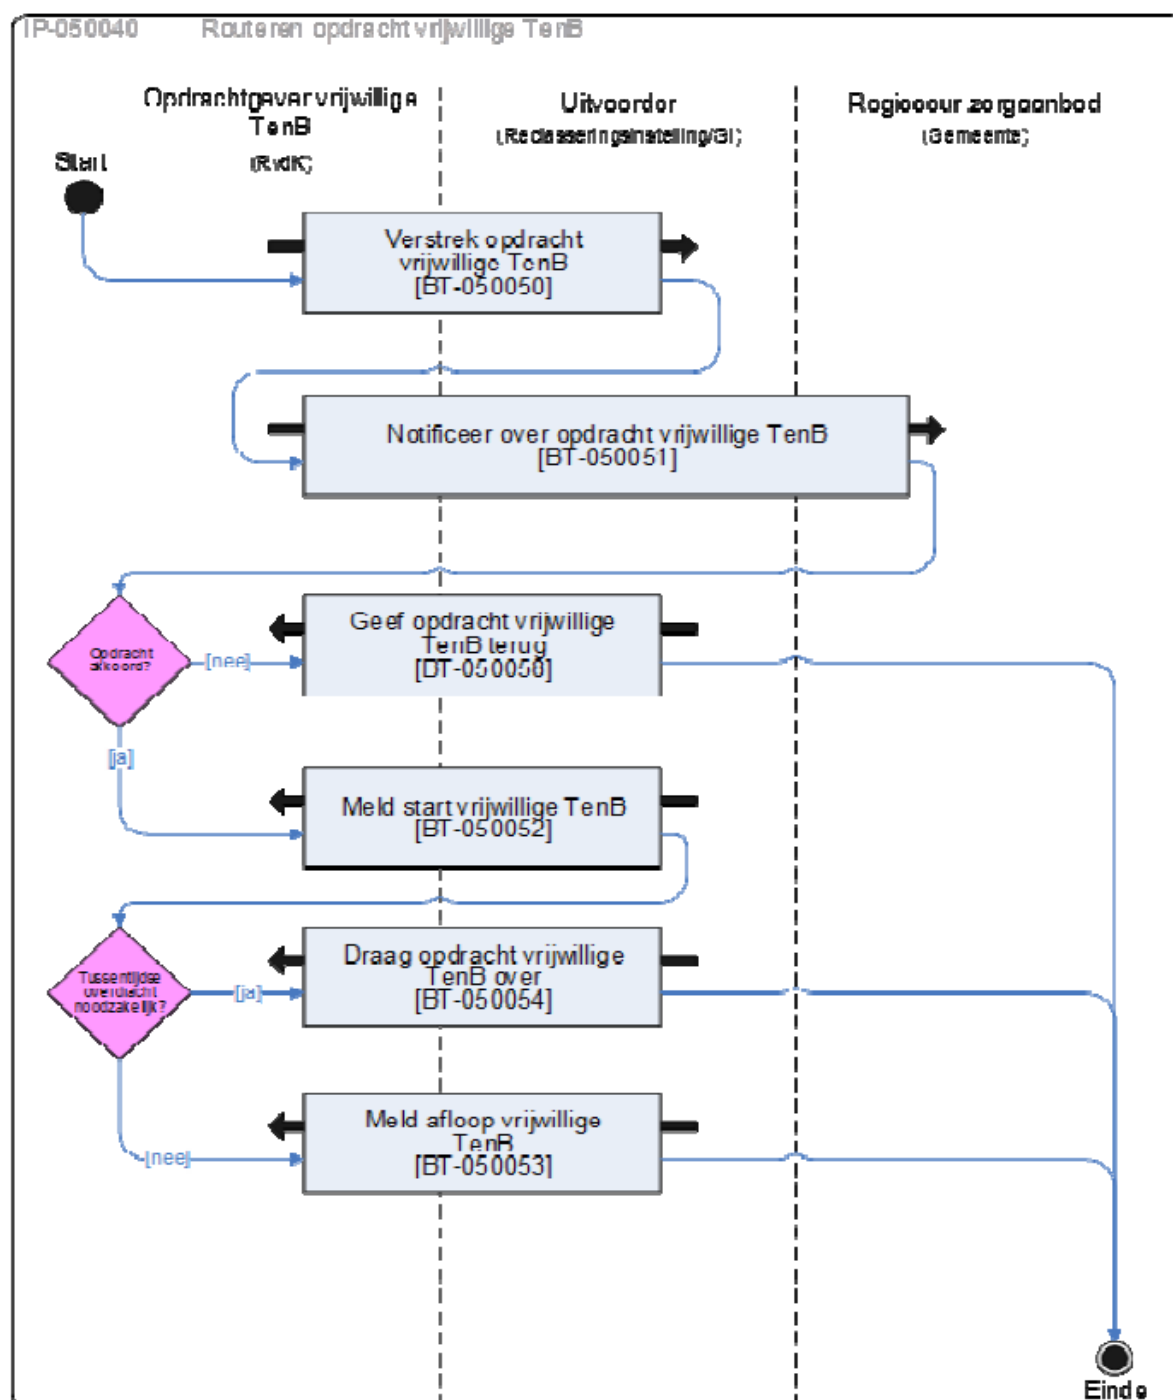 IP-050040 Routeren opdracht vrijwillige TenB
Opdrachtgever vrijwillige
TenB
(RvdK)
Uitvoerder
(Reclasseringsinstelling/GI)
Regisseur zorgaanbod
(Gemeente)
Start
Verstrek opdracht
vrijwillige TenB
[BT-050050]
Notificeer over opdracht vrijwillige TenB
[BT-050051]
Opdracht
akkoord?
[nee]
Geef opdracht vrijwillige
TenB terug
[BT-050058]
[ja]
Meld start vrijwillige TenB
[BT-050052]
Tussentijdse
overdracht
noodzakelijk?
[ja]
Draag opdracht vrijwillige
TenB over
[BT-050054]
[nee]
Meld afloop vrijwillige
TenB
[BT-050053]
Einde